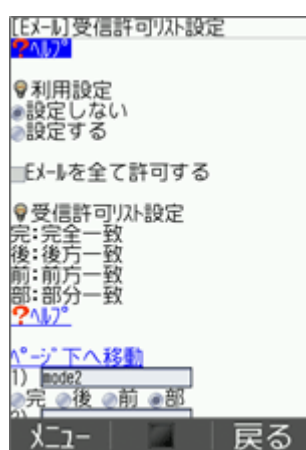 [Eメール]受信許可リスト設定
?ヘルプ
利用設定
設定しない
設定する
Eメールを全て許可する
受信許可リスト設定
完:完全一致
後:後方一致
前:前方一致
部:部分一致
?ヘルプ
ページ下へ移動
1) mode2
完 後 前 部
メニュー 戻る